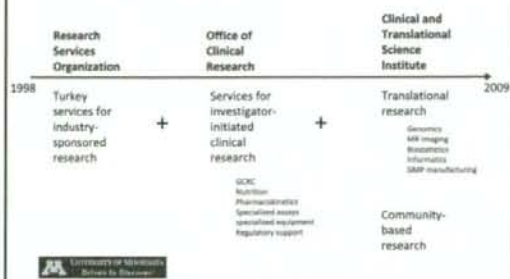 Research
Services
Organization
Office of
Clinical
Research
Clinical and
Translational
Science
Institute
1998
2009
Turkey
services for
industry-
sponsored
research
+
Services for
investigator-
initiated
clinical
research
+
Translational
research
GCRC
Nutrition
Pharmacokinetics
Specialized assays
specialized equipment
Regulatory support
Genomics
MR imaging
Biostatistics
Informatics
GMP manufacturing
Community-
based
research
UNIVERSITY OF MINNESOTA
Driven to Discover